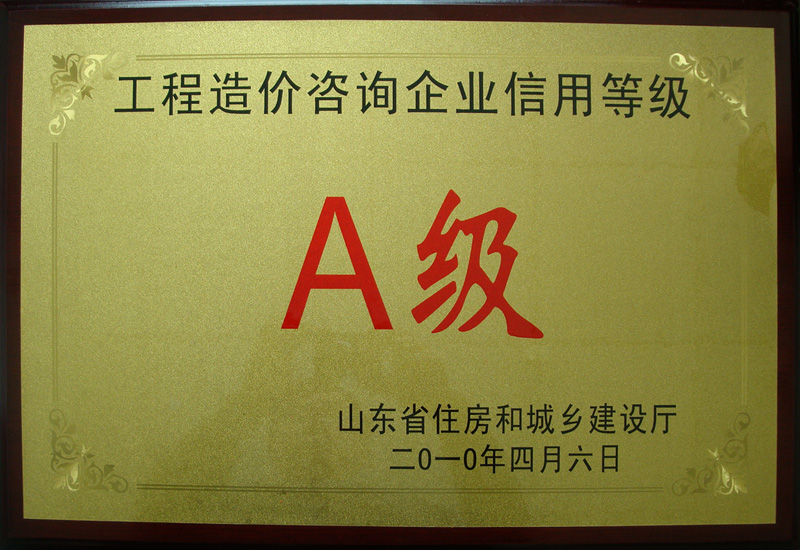 工程造价咨询企业信用等级
A级
山东省住房和城乡建设厅
二0一0年四月六日